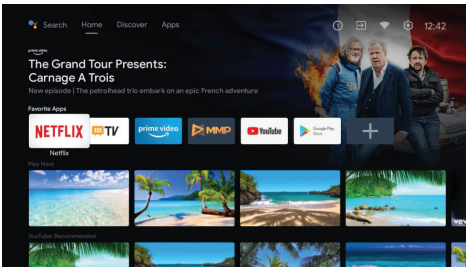 Search Home Discover Apps 12:42
prime video
The Grand Tour Presents:
Carnage A Trois
New episode | The petrolhead trio embark on an epic French adventure
Favorite Apps
NETFLIX TV prime video MMP YouTube Google Play Store
Netflix
Play Next
vev
YouTube: Recommended